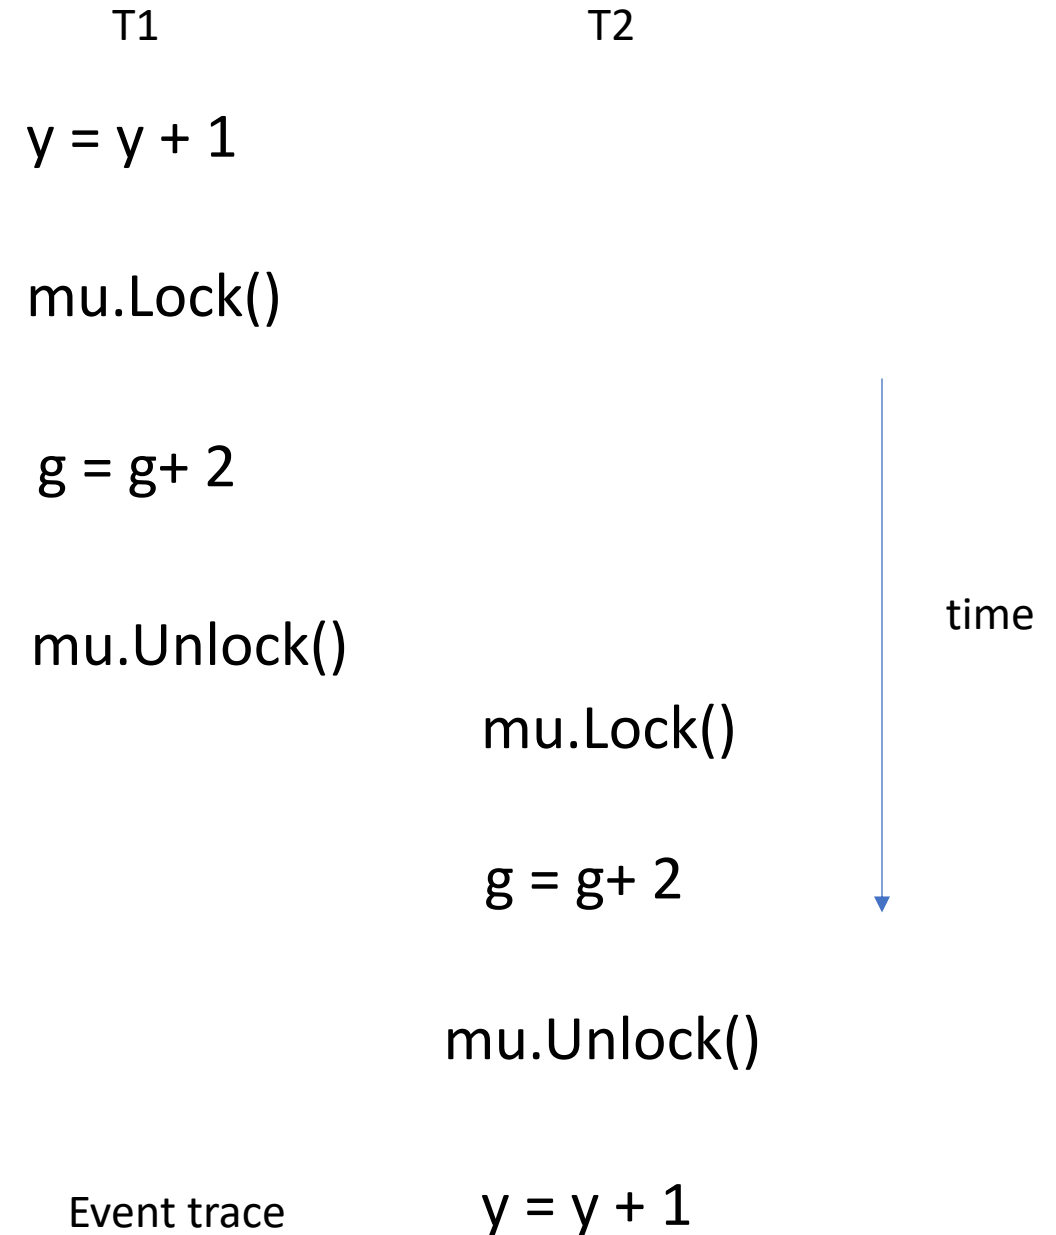 T1 T2
y = y + 1
mu.Lock()
g = g+ 2
time
mu.Unlock()
mu.Lock()
g = g+ 2
mu.Unlock()
y = y + 1
Event trace